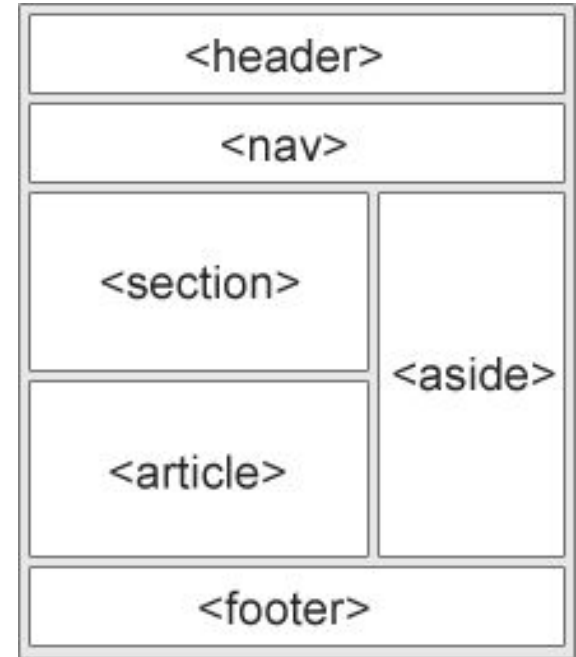 <header>
<nav>
<section>
<aside>
<article>
<footer>